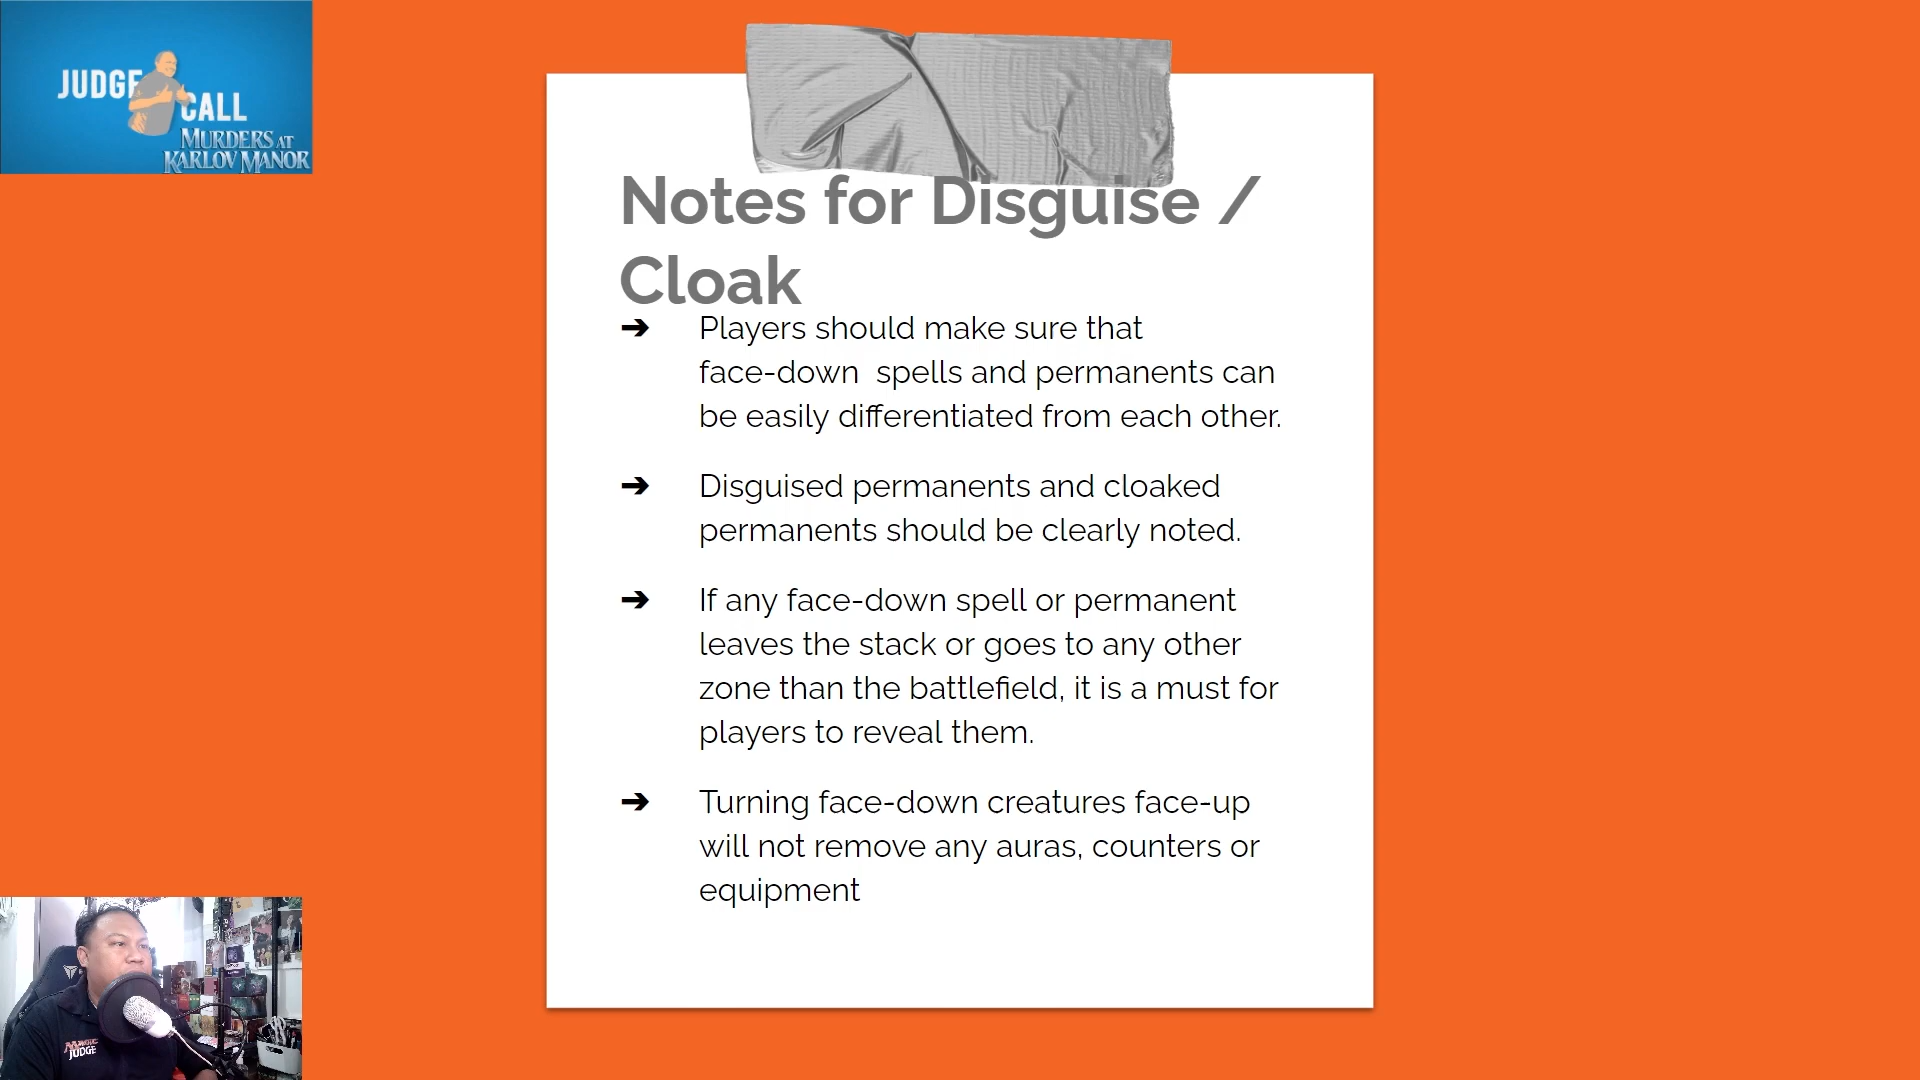 JUDGE
CALL
MURDERS AT
KARLOV MANOR
Notes for Disguise /
Cloak
➔ Players should make sure that
face-down  spells and permanents can
be easily differentiated from each other.
➔ Disguised permanents and cloaked
permanents should be clearly noted.
➔ If any face-down spell or permanent
leaves the stack or goes to any other
zone than the battlefield, it is a must for
players to reveal them.
➔ Turning face-down creatures face-up
will not remove any auras, counters or
equipment
MAGIC
JUDGE